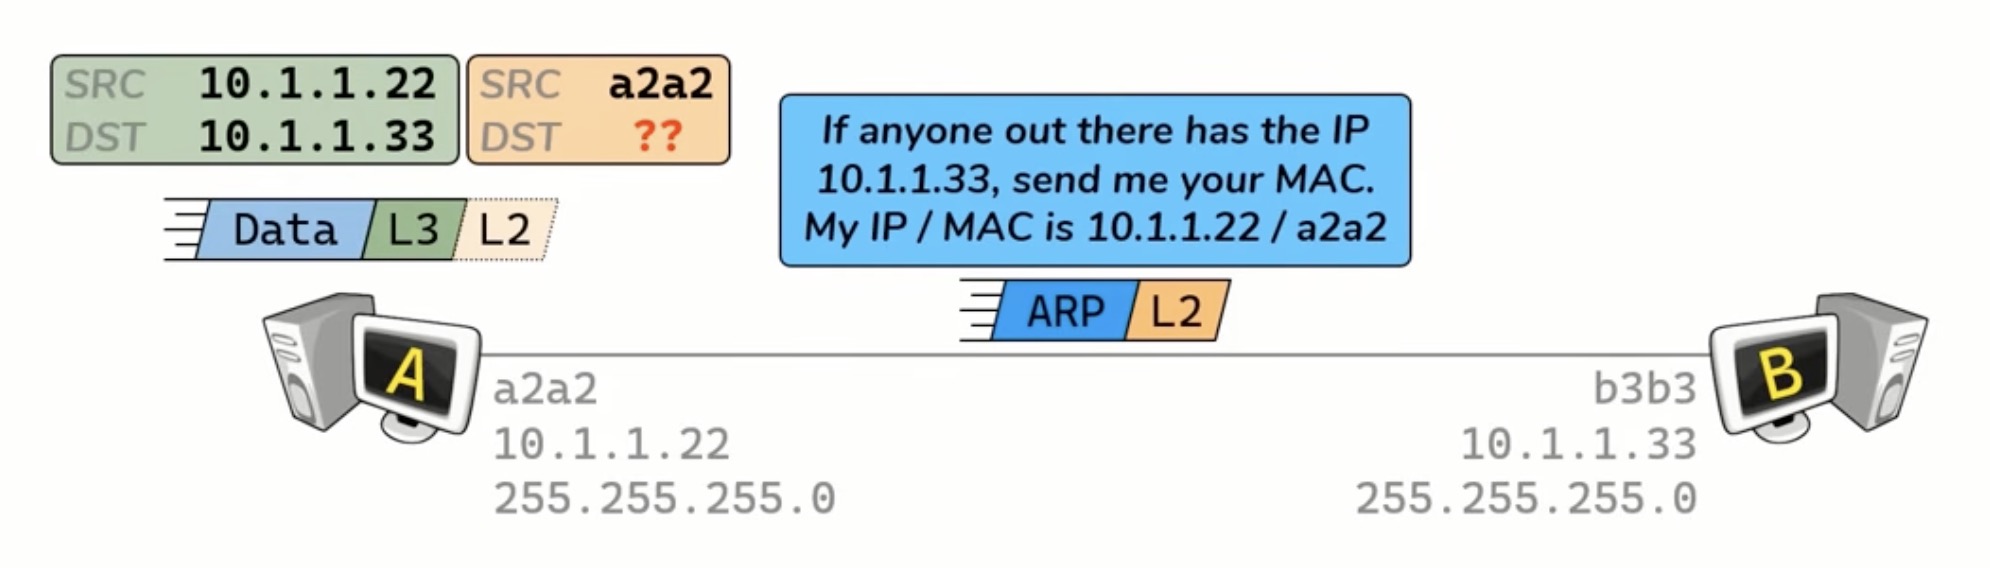 SRC 10.1.1.22
DST 10.1.1.33
SRC a2a2
DST ??
If anyone out there has the IP
10.1.1.33, send me your MAC.
My IP / MAC is 10.1.1.22 / a2a2
Data L3 L2
ARP L2
A
a2a2
10.1.1.22
255.255.255.0
B
b3b3
10.1.1.33
255.255.255.0